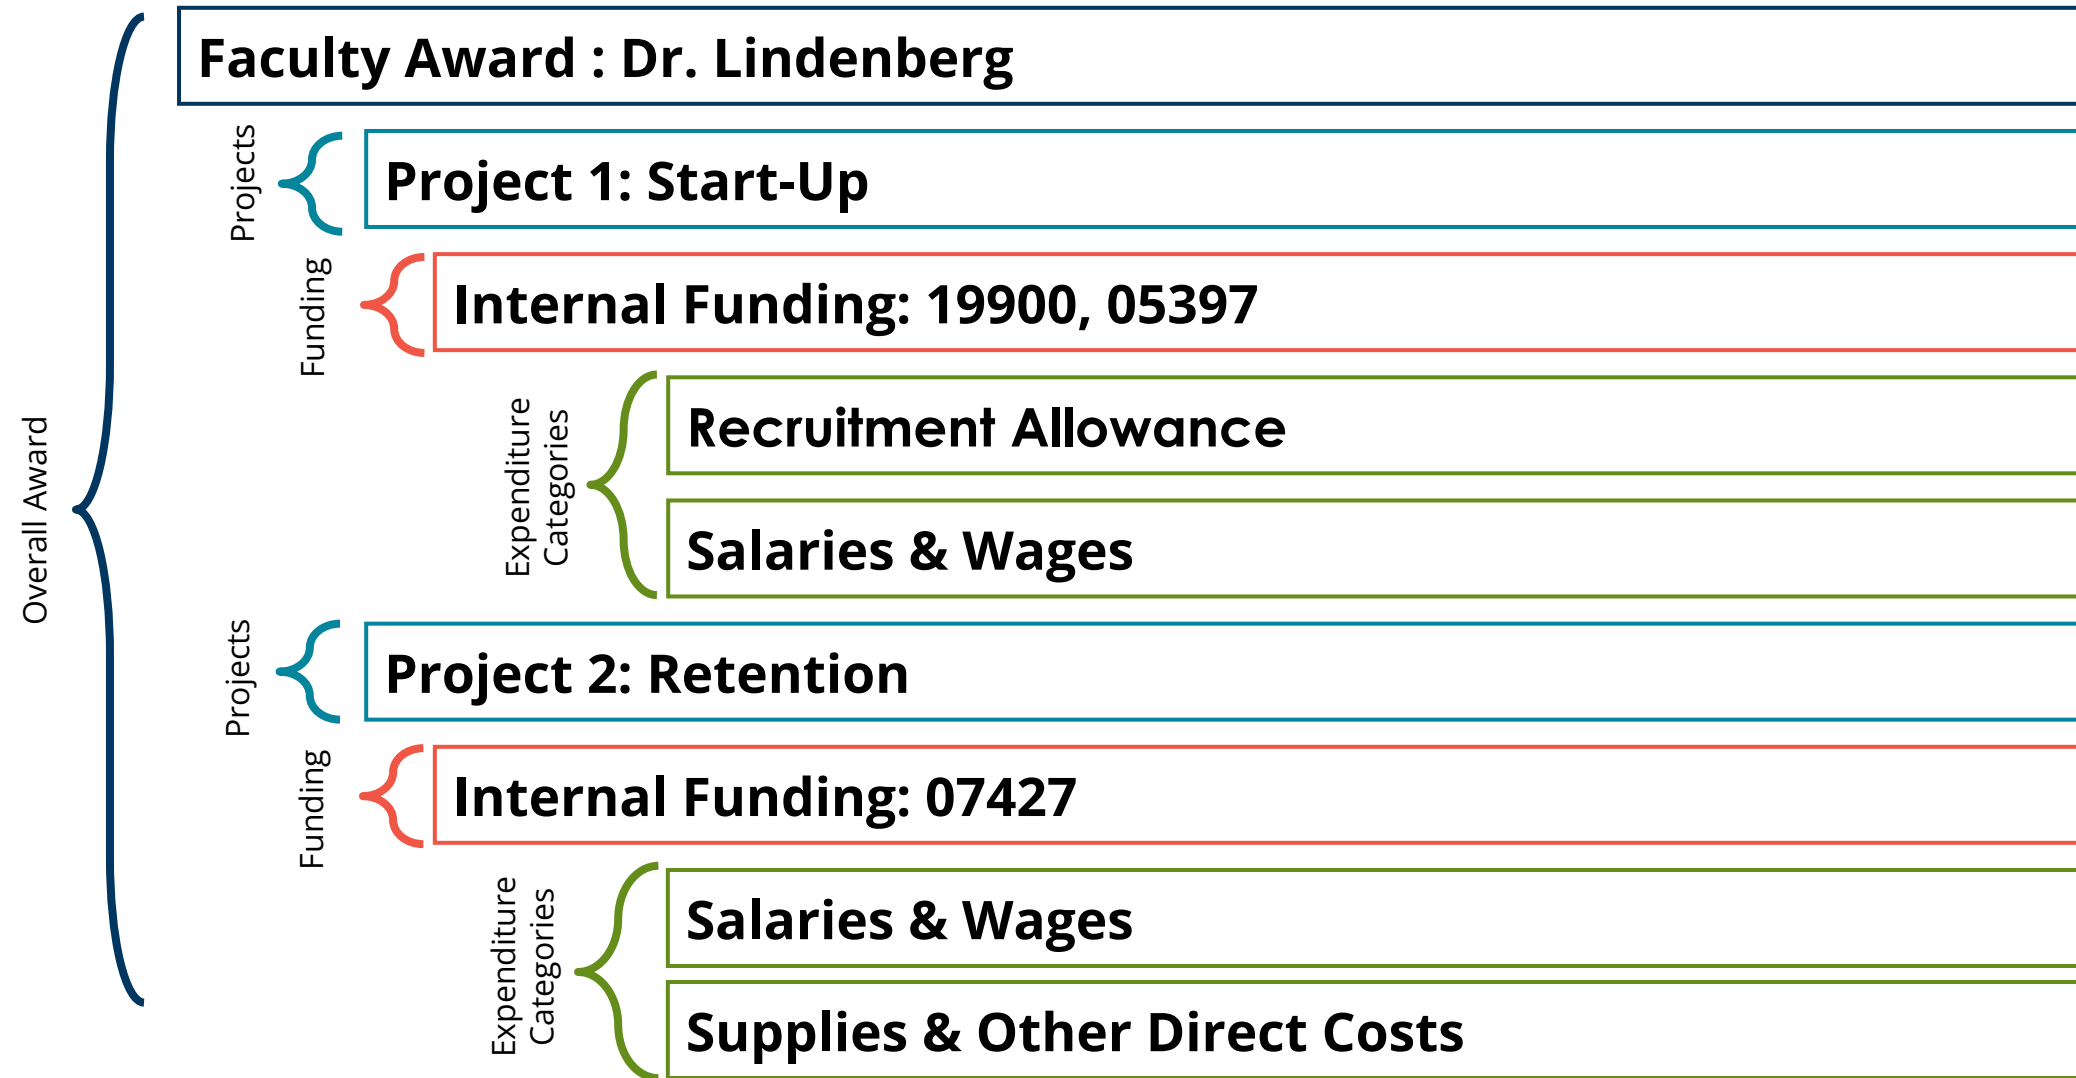 Overall Award
Faculty Award : Dr. Lindenberg
Projects
Project 1: Start-Up
Funding
Internal Funding: 19900, 05397
Expenditure
Categories
Recruitment Allowance
Salaries & Wages
Projects
Project 2: Retention
Funding
Internal Funding: 07427
Expenditure
Categories
Salaries & Wages
Supplies & Other Direct Costs